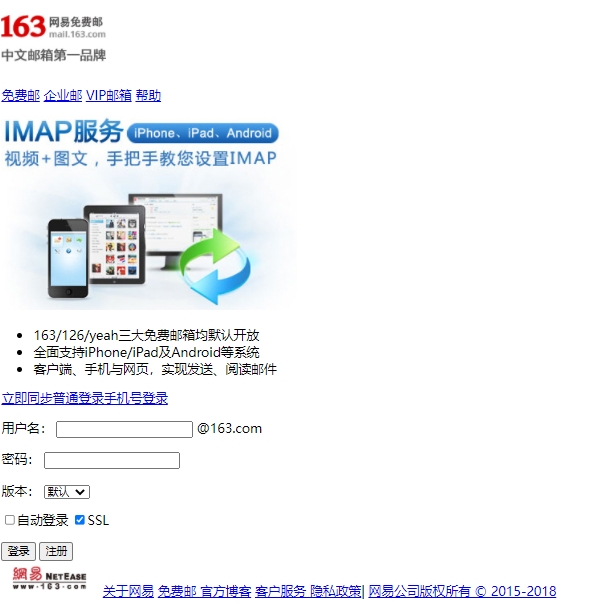 163 网易免费邮
mail.163.com
中文邮箱第一品牌
免费邮 企业邮 VIP邮箱 帮助
IMAP服务 iPhone、iPad、Android
视频+图文，手把手教您设置IMAP
163/126/yeah三大免费邮箱均默认开放
全面支持iPhone/iPad及Android等系统
客户端、手机与网页，实现发送、阅读邮件
立即同步普通登录手机号登录
用户名： @163.com
密码：
版本： 默认
自动登录 SSL
登录 注册
網易 NETEASE
www.163.com
关于网易 免费邮 官方博客 客户服务 隐私政策| 网易公司版权所有 © 2015-2018